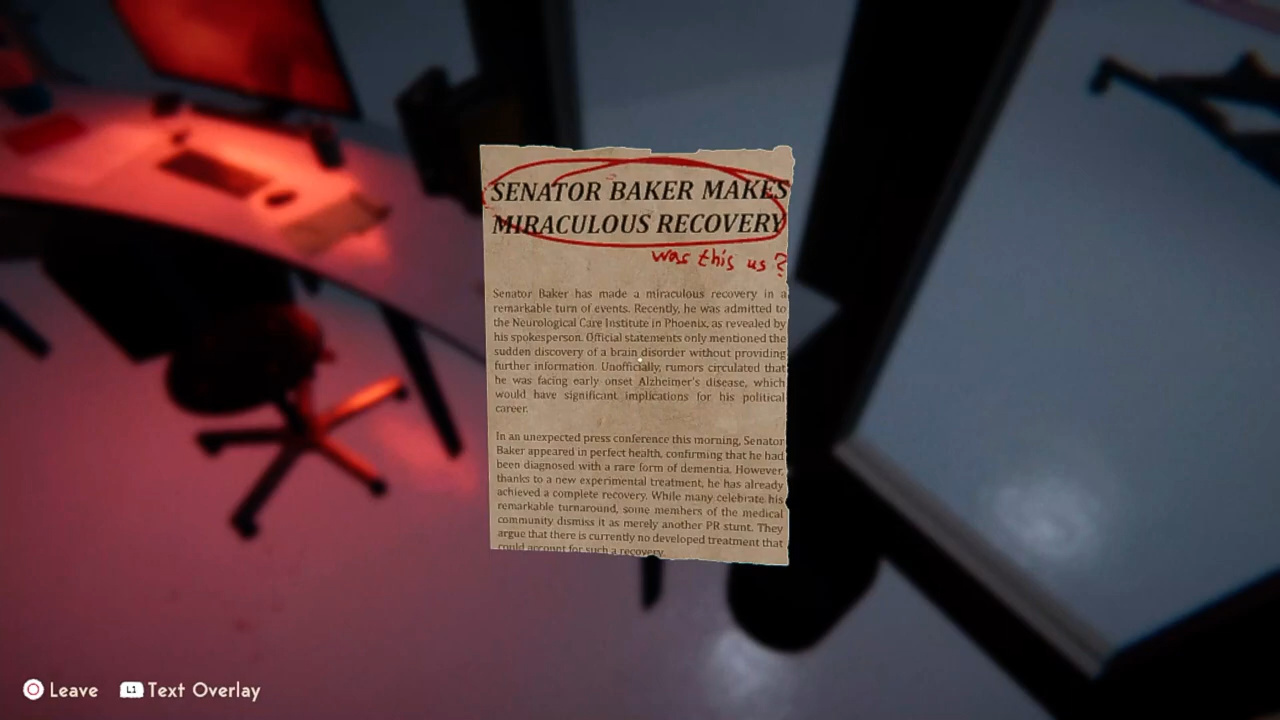 SENATOR BAKER MAKES
MIRACULOUS RECOVERY
was this us?
Senator Baker has made a miraculous recovery in a
remarkable turn of events. Recently, he was admitted to
the Neurological Care Institute in Phoenix, as revealed by
his spokesperson. Official statements only mentioned the
sudden discovery of a brain disorder without providing
further information. Unofficially, rumors circulated that
he was facing early onset Alzheimer's disease, which
would have significant implications for his political
career.
In an unexpected press conference this morning, Senator
Baker appeared in perfect health, confirming that he had
been diagnosed with a rare form of dementia. However,
thanks to a new experimental treatment, he has already
achieved a complete recovery. While many celebrate his
remarkable turnaround, some members of the medical
community dismiss it as merely another PR stunt. They
argue that there is currently no developed treatment that
could account for such a recovery.
Leave
L1 Text Overlay